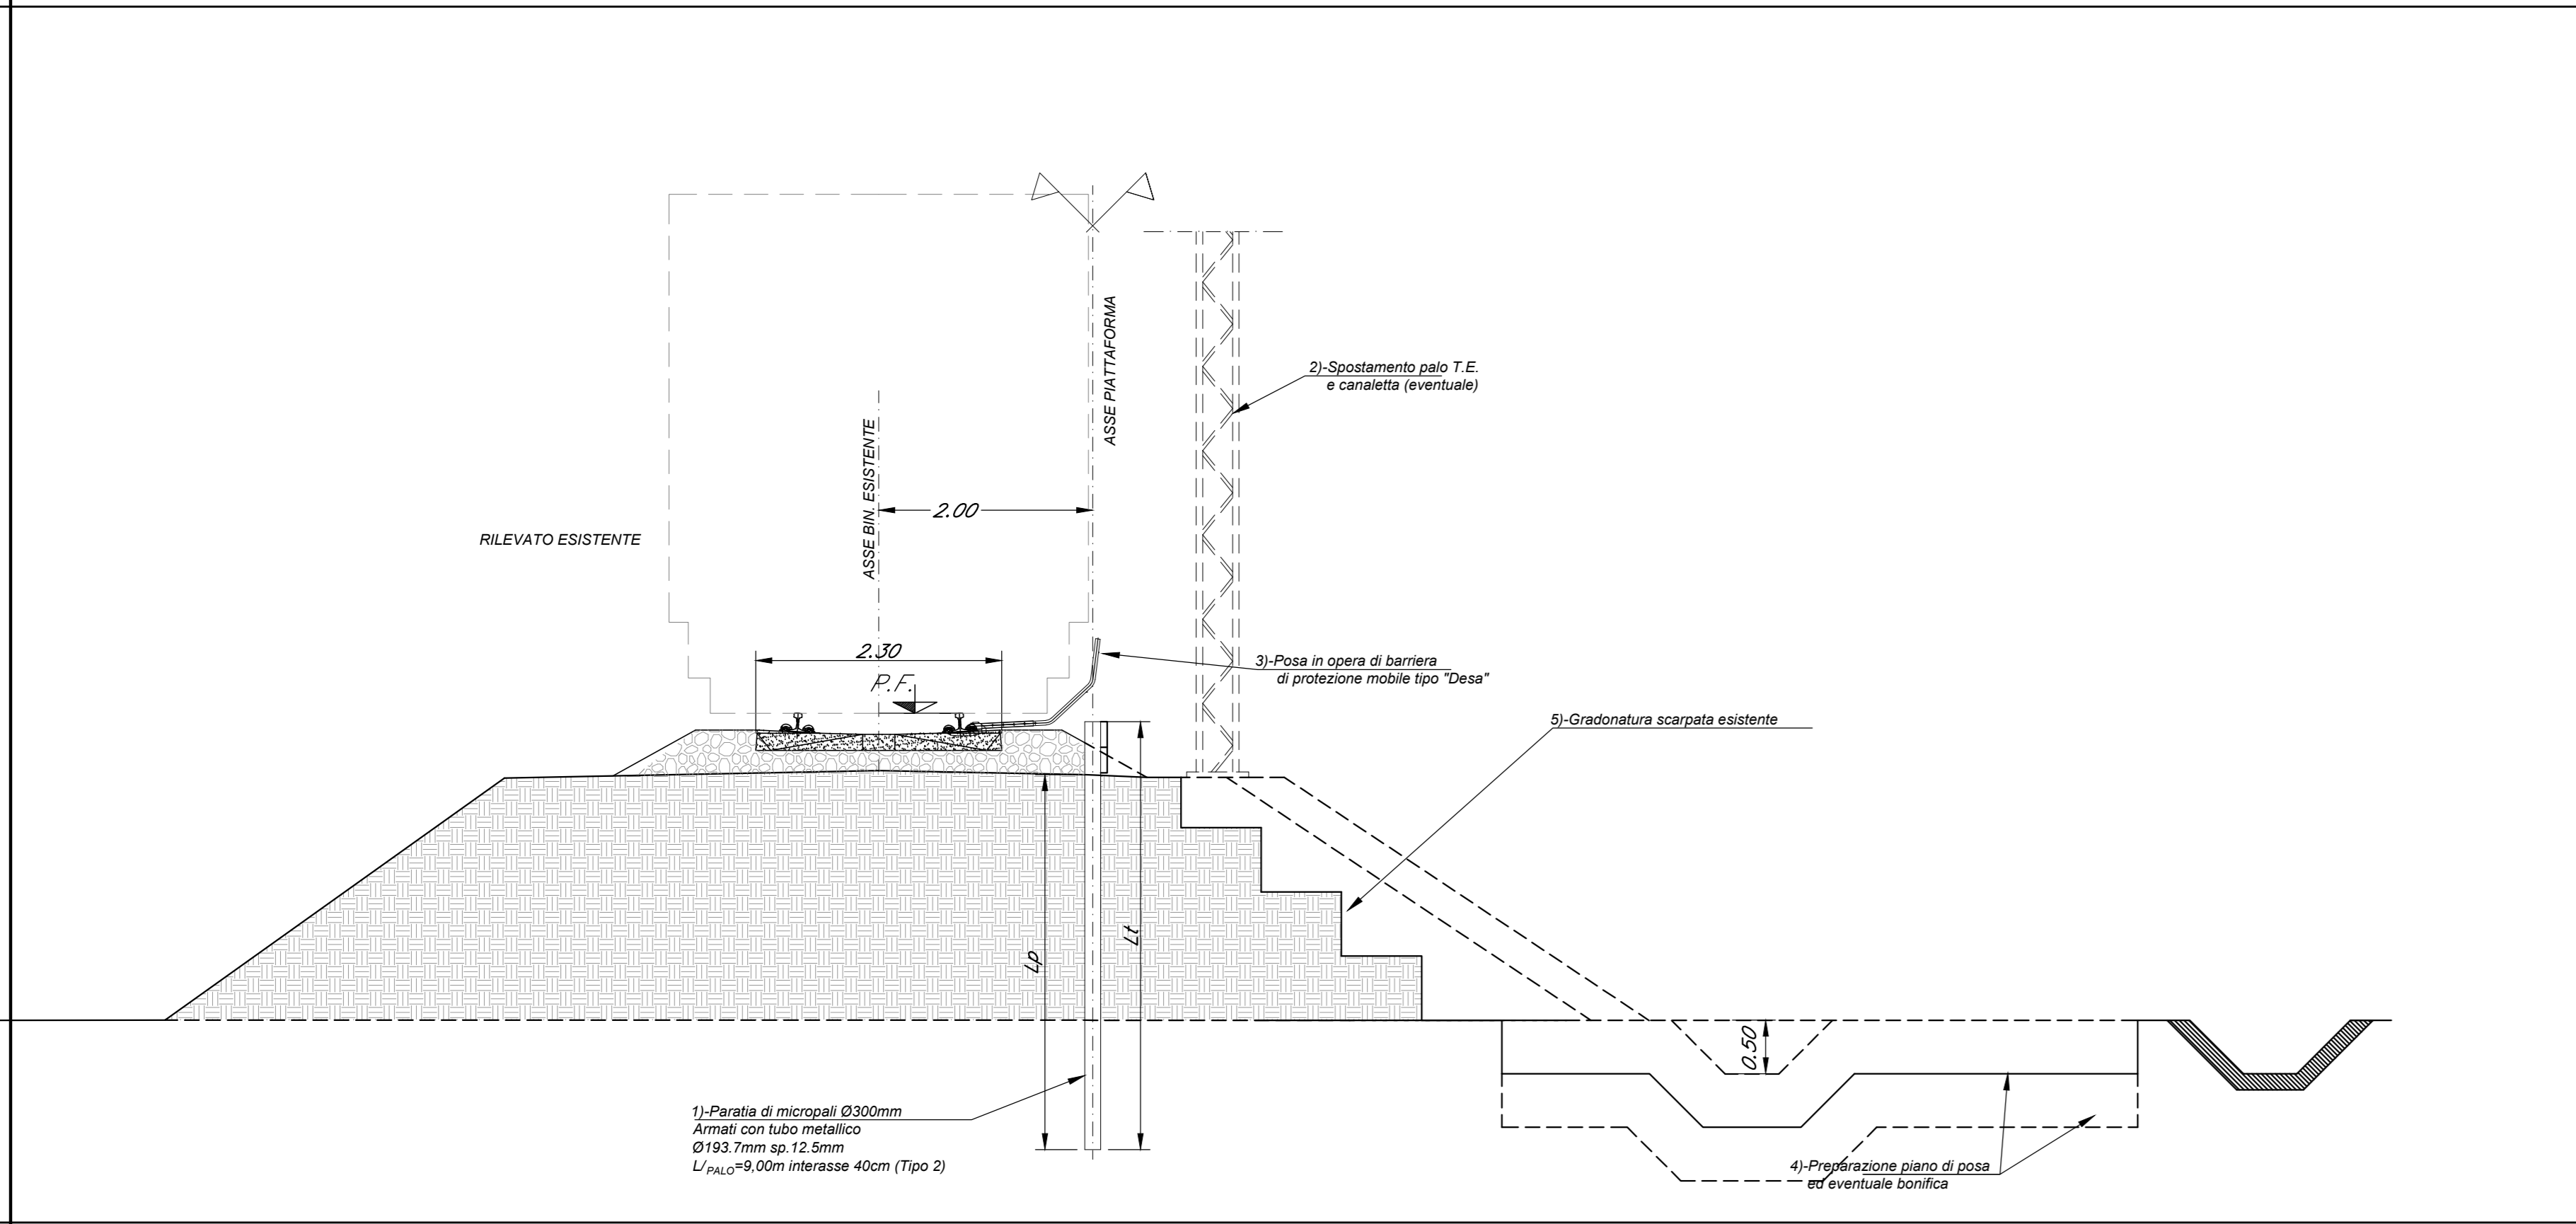 2)-Spostamento palo T.E.
e canaletta (eventuale)
ASSE PIATTAFORMA
ASSE BIN. ESISTENTE
2.00
RILEVATO ESISTENTE
2.30
P.F.
3)-Posa in opera di barriera
di protezione mobile tipo "Desa"
5)-Gradonatura scarpata esistente
Lp
Lt
0.50
1)-Paratia di micropali Ø300mm
Armati con tubo metallico
Ø193.7mm sp.12.5mm
L/PALO=9,00m interasse 40cm (Tipo 2)
4)-Preparazione piano di posa
ed eventuale bonifica